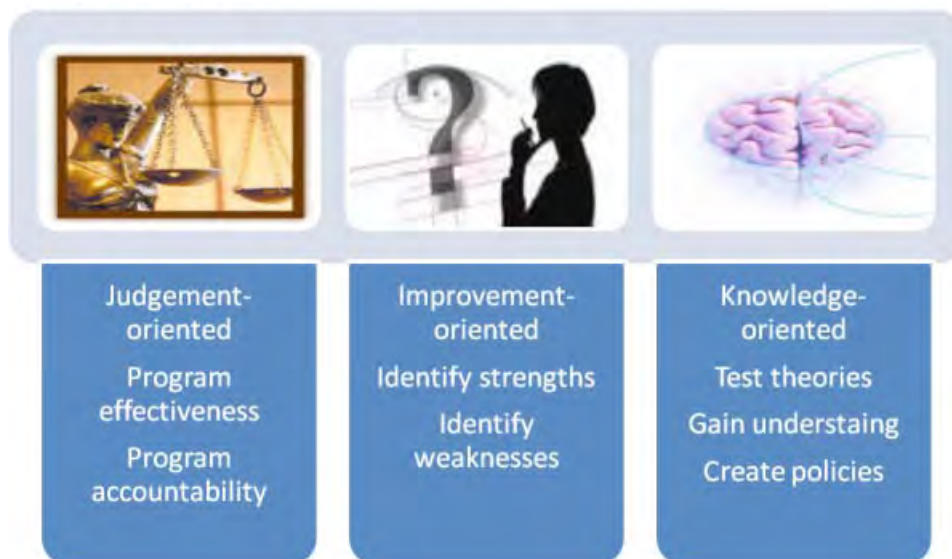 Judgement-
oriented
Program
effectiveness
Program
accountability
Improvement-
oriented
Identify strengths
Identify
weaknesses
Knowledge-
oriented
Test theories
Gain understaing
Create policies